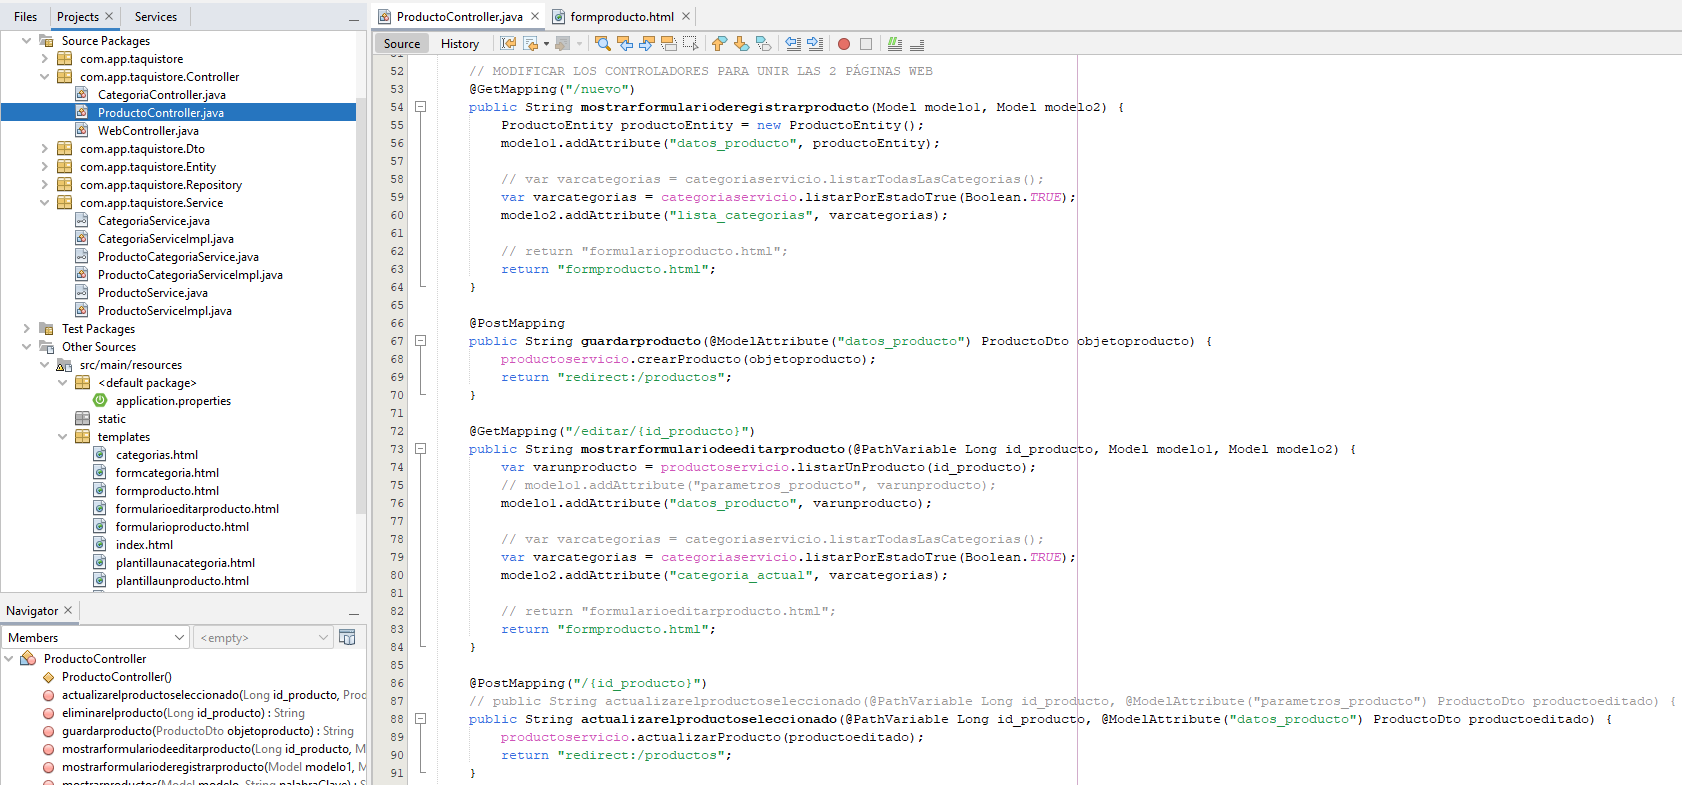 Files
Projects
Services
Source Packages
com.app.taquistore
com.app.taquistore.Controller
CategoriaController.java
ProductoController.java
WebController.java
com.app.taquistore.Dto
com.app.taquistore.Entity
com.app.taquistore.Repository
com.app.taquistore.Service
CategoriaService.java
CategoriaServiceImpl.java
ProductoCategoriaService.java
ProductoCategoriaServiceImpl.java
ProductoService.java
ProductoServiceImpl.java
Test Packages
Other Sources
src/main/resources
<default package>
application.properties
static
templates
categorias.html
formcategoria.html
formproducto.html
formularioeditarproducto.html
formularioproducto.html
index.html
plantillaunacategoria.html
plantillaunproducto.html
Navigator
Members
<empty>
ProductoController
ProductoController()
actualizarelproductoseleccionado(Long id_producto, Proc
eliminarelproducto(Long id_producto) : String
guardarproducto(ProductoDto objetoproducto) : String
mostrarformulariodeeditarproducto(Long id_producto, M
mostrarformularioderegistrarproducto(Model modelo1, M
mostrarproductos(Model modelo, String palabraClave) : S
ProductoController.java
formproducto.html
Source
History
52 // MODIFICAR LOS CONTROLADORES PARA UNIR LAS 2 PÁGINAS WEB
53 @GetMapping("/nuevo")
54 public String mostrarformularioderegistrarproducto(Model modelo1, Model modelo2) {
55 ProductoEntity productoEntity = new ProductoEntity();
56 modelo1.addAttribute("datos_producto", productoEntity);
57
58 // var varcategorias = categoriaservicio.listarTodasLasCategorias();
59 var varcategorias = categoriaservicio.listarPorEstadoTrue(Boolean.TRUE);
60 modelo2.addAttribute("lista_categorias", varcategorias);
61
62 // return "formularioproducto.html";
63 return "formproducto.html";
64 }
65
66 @PostMapping
67 public String guardarproducto(@ModelAttribute("datos_producto") ProductoDto objetoproducto) {
68 productoservicio.crearProducto(objetoproducto);
69 return "redirect:/productos";
70 }
71
72 @GetMapping("/editar/{id_producto}")
73 public String mostrarformulariodeeditarproducto(@PathVariable Long id_producto, Model modelo1, Model modelo2) {
74 var varunproducto = productoservicio.listarUnProducto(id_producto);
75 // modelo1.addAttribute("parametros_producto", varunproducto);
76 modelo1.addAttribute("datos_producto", varunproducto);
77
78 // var varcategorias = categoriaservicio.listarTodasLasCategorias();
79 var varcategorias = categoriaservicio.listarPorEstadoTrue(Boolean.TRUE);
80 modelo2.addAttribute("categoria_actual", varcategorias);
81
82 // return "formularioeditarproducto.html";
83 return "formproducto.html";
84 }
85
86 @PostMapping("/{id_producto}")
87 // public String actualizarelproductoseleccionado(@PathVariable Long id_producto, @ModelAttribute("parametros_producto") ProductoDto productoeditado) {
88 public String actualizarelproductoseleccionado(@PathVariable Long id_producto, @ModelAttribute("datos_producto") ProductoDto productoeditado) {
89 productoservicio.actualizarProducto(productoeditado);
90 return "redirect:/productos";
91 }